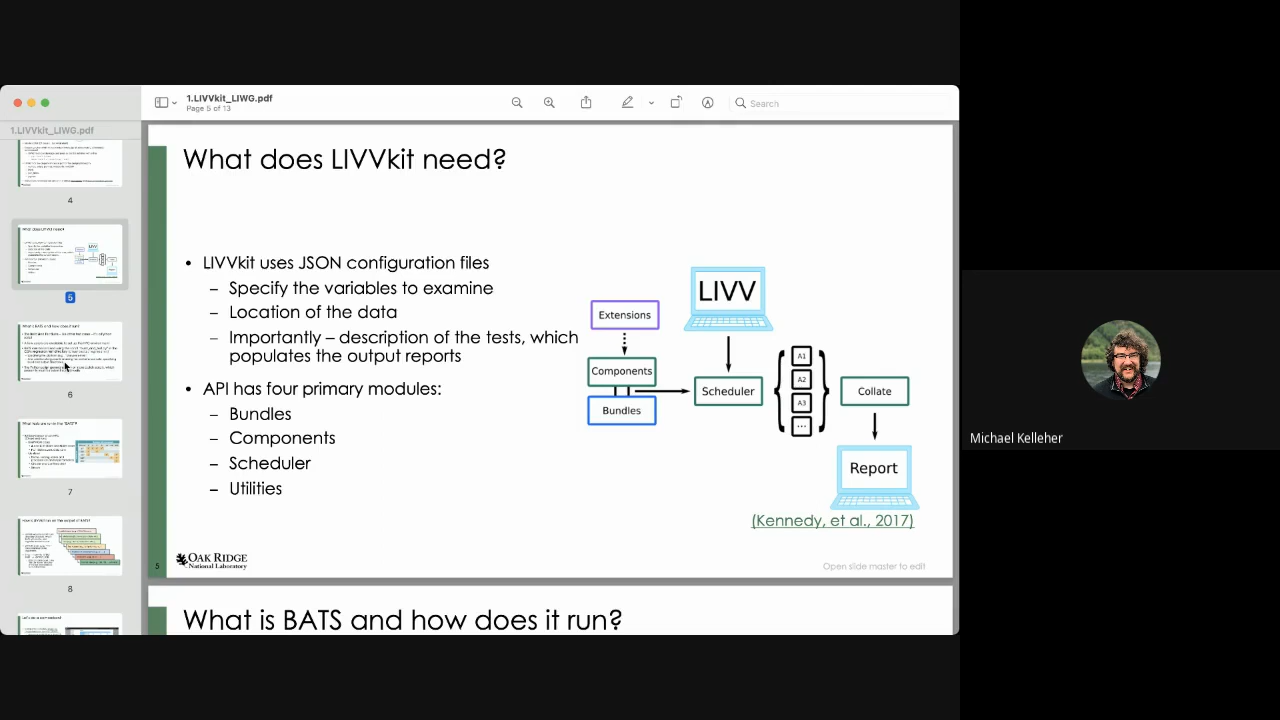 1.LIVVkit_LIWG.pdf
Page 5 of 13
Search
1.LIVVkit_LIWG.pdf
4
5
6
7
8
What does LIVVkit need?
• LIVVkit uses JSON configuration files
– Specify the variables to examine
– Location of the data
– Importantly – description of the tests, which
populates the output reports
• API has four primary modules:
– Bundles
– Components
– Scheduler
– Utilities
LIVV
Extensions
Components
Bundles
Scheduler
A1
A2
A3
...
Collate
Report
(Kennedy, et al., 2017)
5
OAK RIDGE
National Laboratory
Open slide master to edit
What is BATS and how does it run?
Michael Kelleher